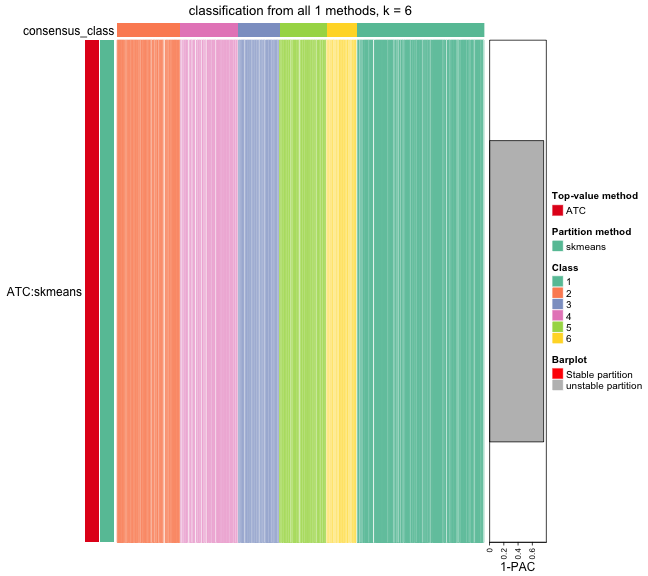 classification from all 1 methods, k = 6
consensus_class
ATC:skmeans
Top-value method
ATC
Partition method
skmeans
Class
1
2
3
4
5
6
Barplot
Stable partition
unstable partition
0
0.2
0.4
0.6
1-PAC